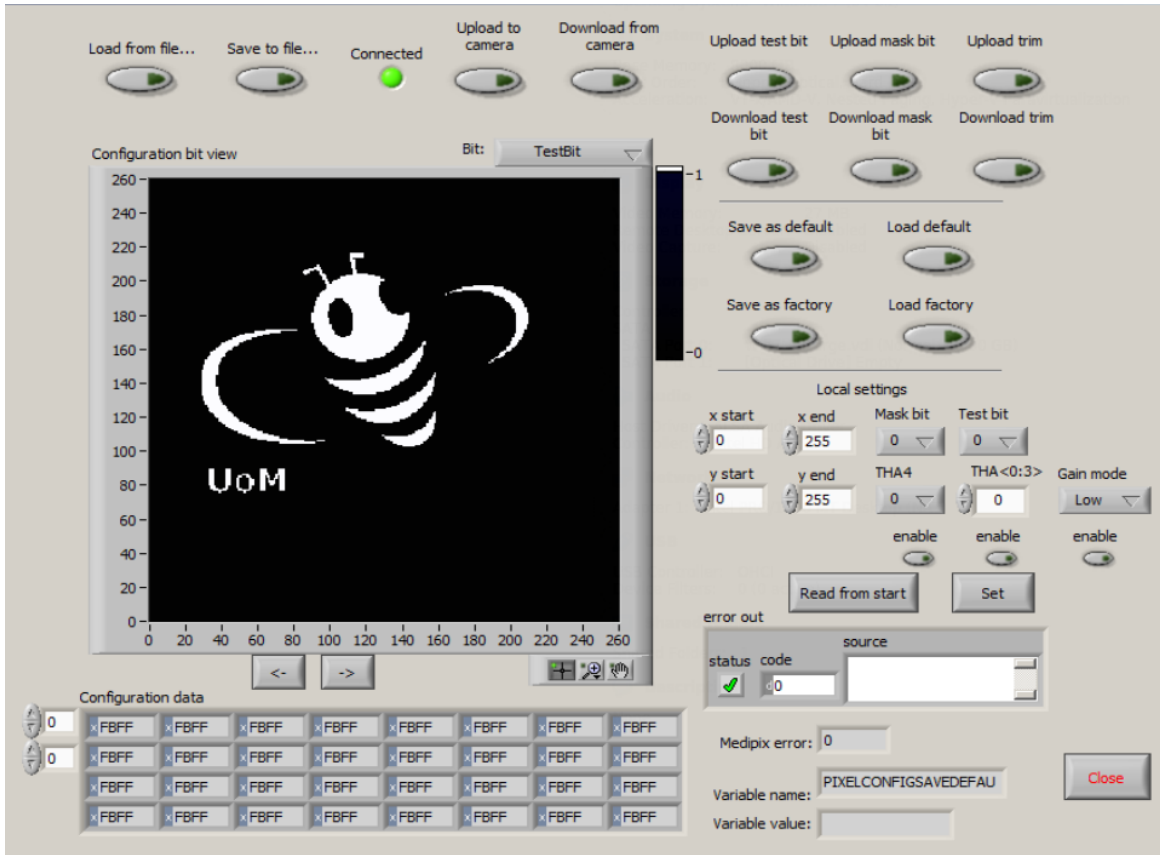 Load from file...
Save to file...
Connected
Upload to
camera
Download from
camera
Upload test bit
Upload mask bit
Upload trim
Download test
bit
Download mask
bit
Download trim
Configuration bit view
Bit:
TestBit
260
240
220
200
180
160
140
120
100
80
60
40
20
0
UoM
0 20 40 60 80 100 120 140 160 180 200 220 240 260
1
0
<-
->
Save as default
Load default
Save as factory
Load factory
Local settings
x start
0
x end
255
Mask bit
0
Test bit
0
y start
0
y end
255
THA4
0
THA<0:3>
0
Gain mode
Low
enable
enable
enable
Read from start
Set
error out
status
code
source
d0
Configuration data
0
0
x FBFF x FBFF x FBFF x FBFF x FBFF x FBFF x FBFF x FBFF
x FBFF x FBFF x FBFF x FBFF x FBFF x FBFF x FBFF x FBFF
x FBFF x FBFF x FBFF x FBFF x FBFF x FBFF x FBFF x FBFF
x FBFF x FBFF x FBFF x FBFF x FBFF x FBFF x FBFF x FBFF
Medipix error: 0
Variable name: PIXELCONFIGSAVEDEFAU
Variable value:
Close